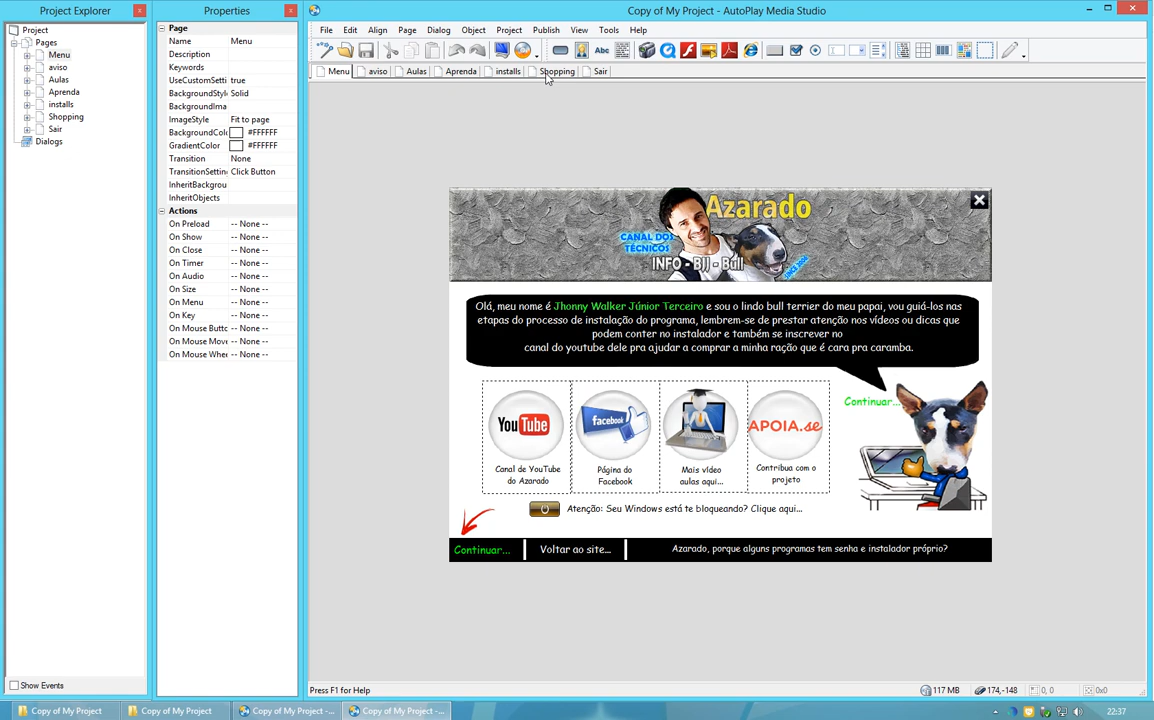 Project Explorer
Properties
Copy of My Project - AutoPlay Media Studio
Project
Pages
Menu
aviso
Aulas
Aprenda
installs
Shopping
Sair
Dialogs
Show Events
Page
Name Menu
Description
Keywords
UseCustomSetti true
BackgroundStyl Solid
BackgroundIma
ImageStyle Fit to page
BackgroundColo #FFFFFF
GradientColor #FFFFFF
Transition None
TransitionSettin Click Button
InheritBackgrou
InheritObjects
Actions
On Preload -- None --
On Show -- None --
On Close -- None --
On Timer -- None --
On Audio -- None --
On Size -- None --
On Menu -- None --
On Key -- None --
On Mouse Butto -- None --
On Mouse Move -- None --
On Mouse Whee -- None --
File Edit Align Page Dialog Object Project Publish View Tools Help
Abc
Menu aviso Aulas Aprenda installs Shopping Sair
Azarado
CANAL DOS
TÉCNICOS
INFO - Bll - Bull
Olá, meu nome é Jhonny Walker Júnior Terceiro e sou o lindo bull terrier do meu papai, vou guiá-los nas
etapas do processo de instalação do programa, lembrem-se de prestar atenção nos vídeos ou dicas que
podem conter no instalador e também se inscrever no
canal do youtube dele pra ajudar a comprar a minha ração que é cara pra caramba.
Continuar...
YouTube
facebook
APOIA.se
Canal de YouTube
do Azarado
Página do
Facebook
Mais vídeo
aulas aqui...
Contribua com o
projeto
Atenção: Seu Windows está te bloqueando? Clique aqui...
Continuar...
Voltar ao site...
Azarado, porque alguns programas tem senha e instalador próprio?
Press F1 for Help
117 MB
174,-148
0, 0
0x0
Copy of My Project
Copy of My Project
Copy of My Project -...
Copy of My Project -...
22:37